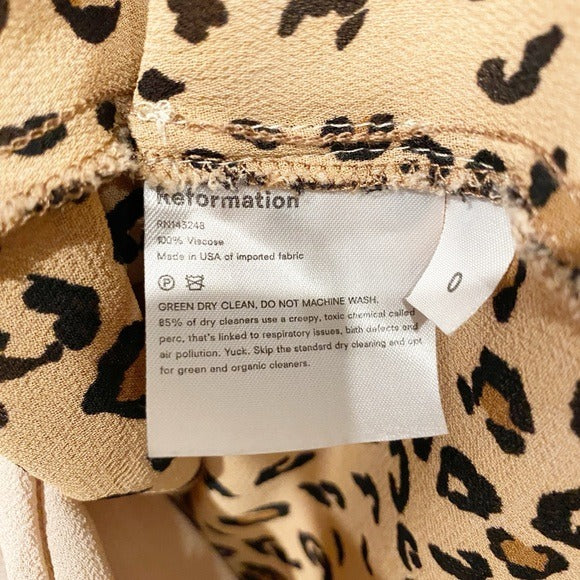 Reformation
RN143248
100% Viscose
Made in USA of imported fabric
P
GREEN DRY CLEAN, DO NOT MACHINE WASH.
85% of dry cleaners use a creepy, toxic chemical called
perc, that's linked to respiratory issues, birth defects and
air pollution. Yuck. Skip the standard dry cleaning and opt
for green and organic cleaners.
0